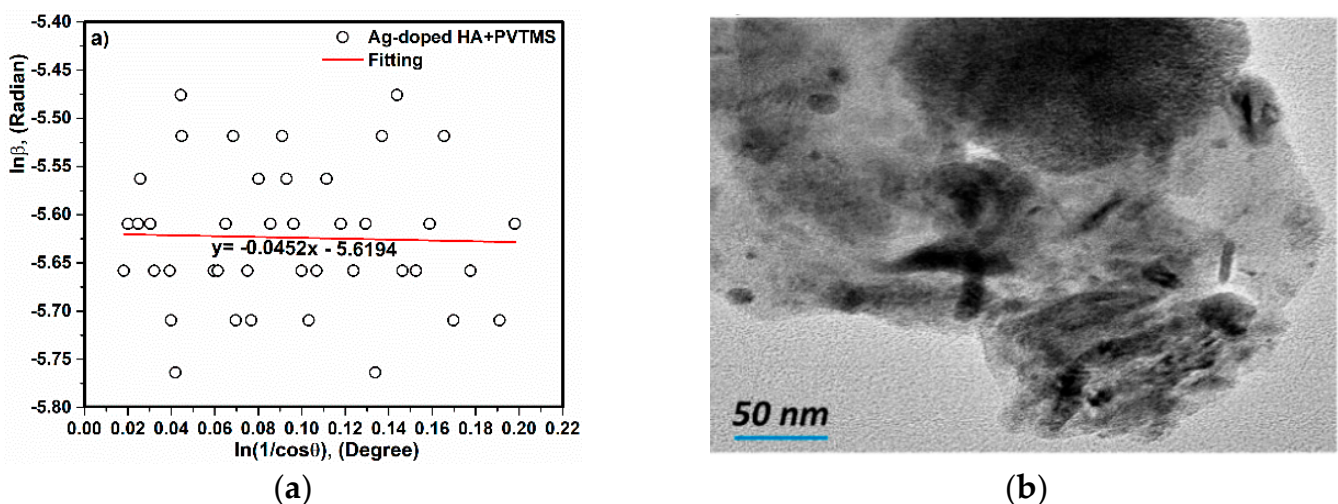 a)
Ag-doped HA+PVTMS
Fitting
lnβ, (Radian)
-5.40
-5.45
-5.50
-5.55
-5.60
-5.65
-5.70
-5.75
-5.80
y= -0.0452x - 5.6194
0.00 0.02 0.04 0.06 0.08 0.10 0.12 0.14 0.16 0.18 0.20 0.22
ln(1/cosθ), (Degree)
(a)
50 nm
(b)